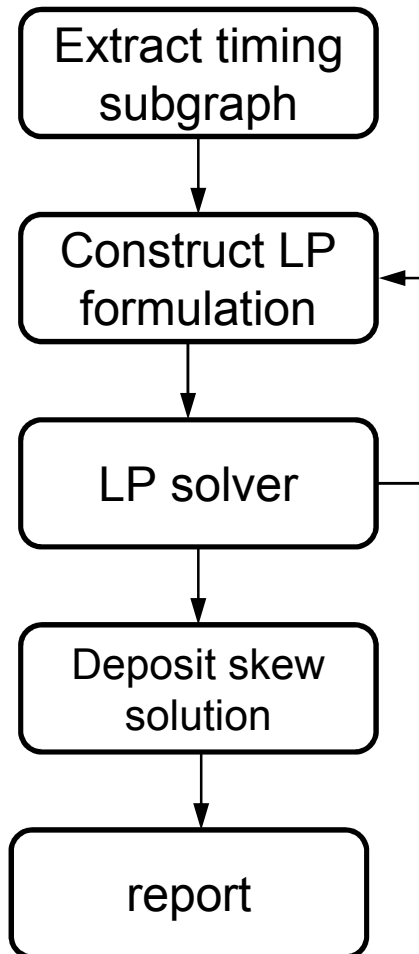 Extract timing
subgraph
Construct LP
formulation
LP solver
Deposit skew
solution
report